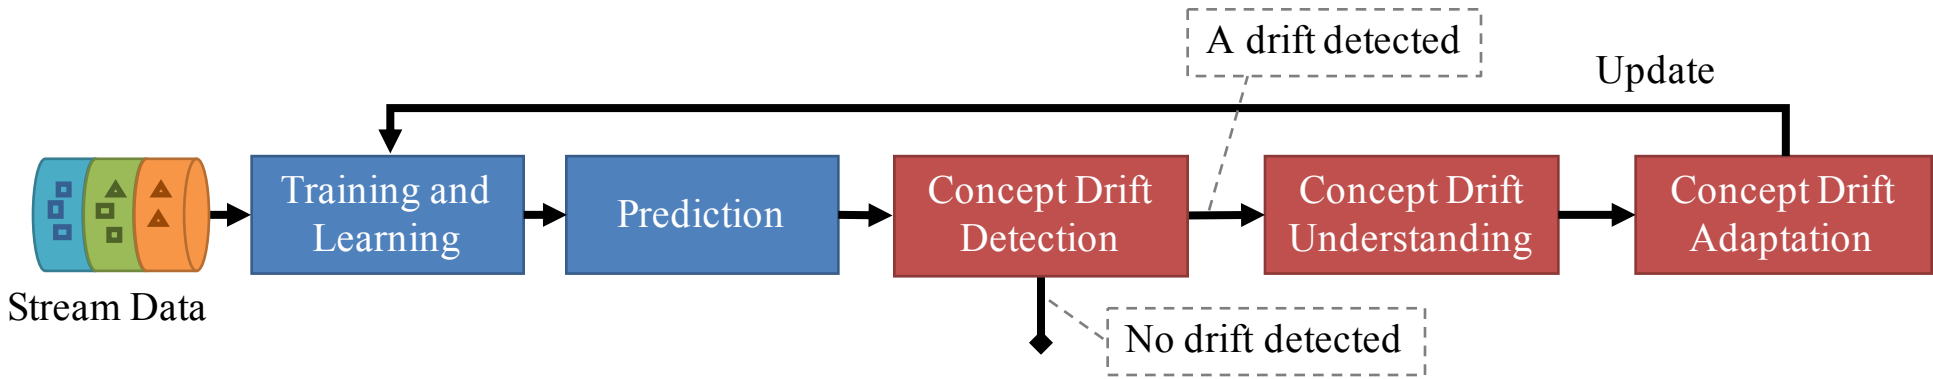 A drift detected
Update
Training and
Learning
Prediction
Concept Drift
Detection
Concept Drift
Understanding
Concept Drift
Adaptation
Stream Data
No drift detected